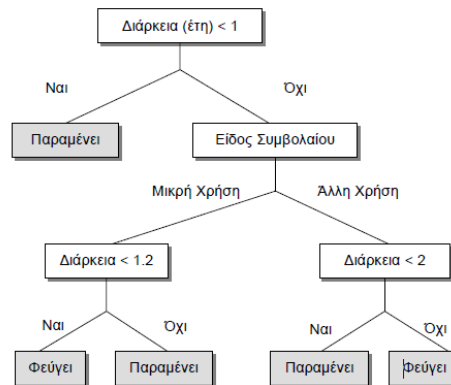 Διάρκεια (έτη) < 1
Ναι
Όχι
Παραμένει
Είδος Συμβολαίου
Μικρή Χρήση
Άλλη Χρήση
Διάρκεια < 1.2
Διάρκεια < 2
Ναι
Όχι
Ναι
Όχι
Φεύγει
Παραμένει
Παραμένει
Φεύγει